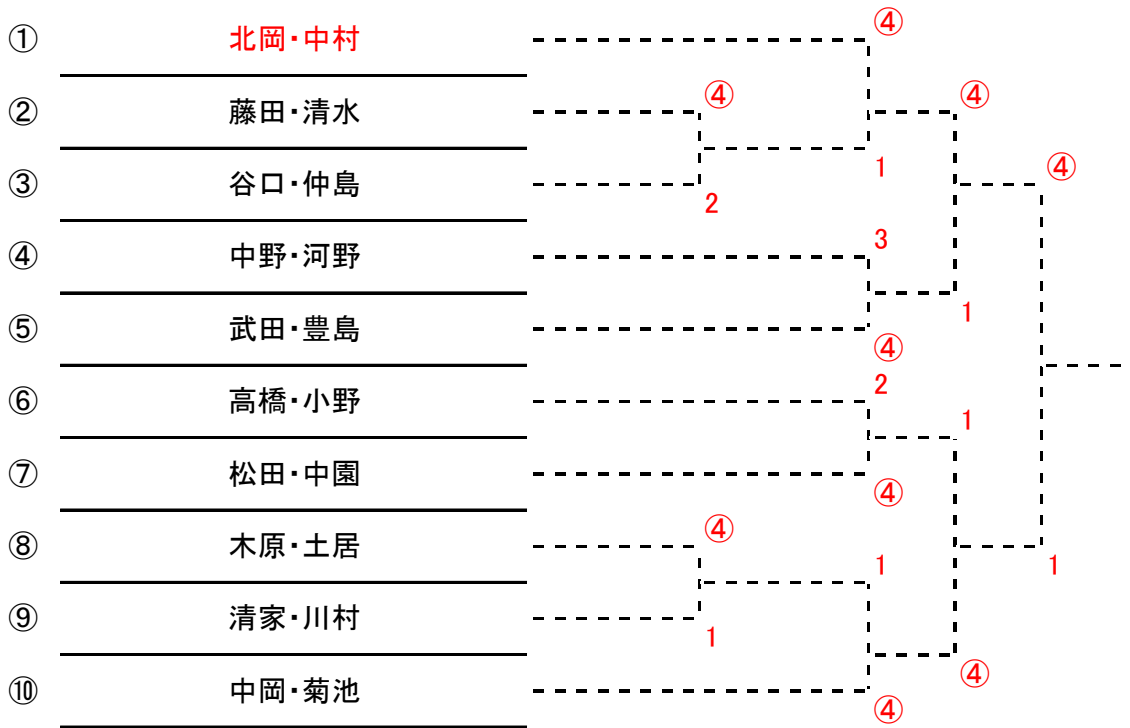 ① 北岡・中村 ④
② 藤田・清水 ④ ④
1 ④
③ 谷口・仲島 2
④ 中野・河野 3
1
⑤ 武田・豊島 ④
⑥ 高橋・小野 2
1
⑦ 松田・中園 ④
⑧ 木原・土居 ④
1 1
⑨ 清家・川村 1
④
⑩ 中岡・菊池 ④